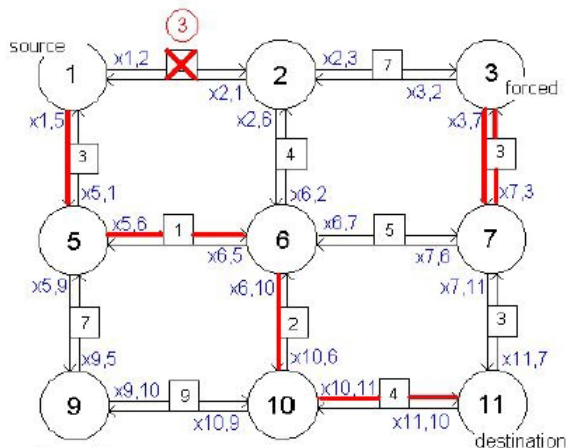 3
source
x1,2
x2,3
7
1
2
3
x2,1
x3,2
forced
x1,5
x2,6
x3,7
3
4
3
x5,1
x6,2
x7,3
x5,6
1
x6,7
5
5
6
7
x6,5
x7,6
x5,9
x6,10
x7,11
7
2
3
x9,5
x10,6
x11,7
x9,10
9
x10,11
4
9
10
11
x10,9
x11,10
destination